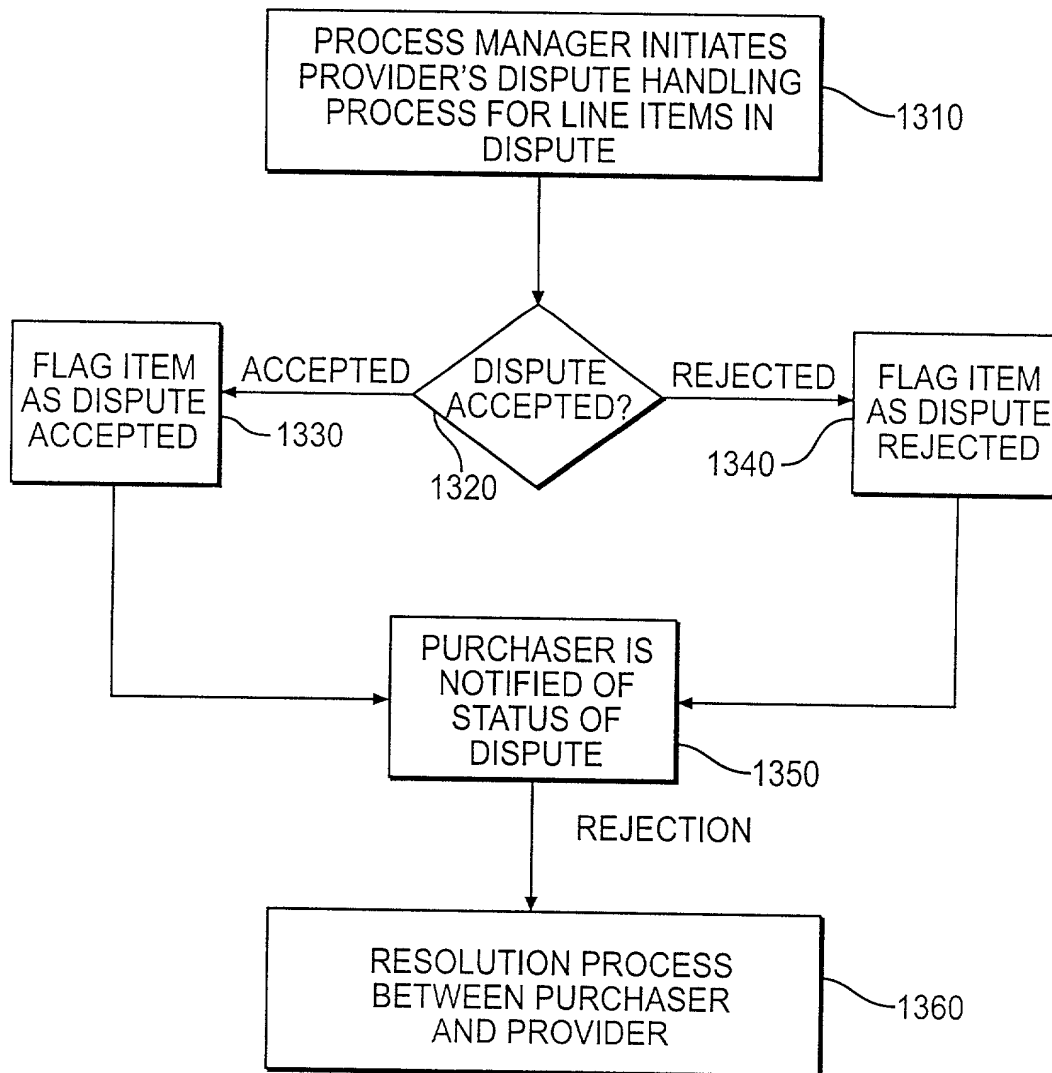 PROCESS MANAGER INITIATES
PROVIDER'S DISPUTE HANDLING
PROCESS FOR LINE ITEMS IN
DISPUTE
1310
FLAG ITEM
AS DISPUTE
ACCEPTED
1330
ACCEPTED
DISPUTE
ACCEPTED?
1320
REJECTED
FLAG ITEM
AS DISPUTE
REJECTED
1340
PURCHASER IS
NOTIFIED OF
STATUS OF
DISPUTE
1350
REJECTION
RESOLUTION PROCESS
BETWEEN PURCHASER
AND PROVIDER
1360